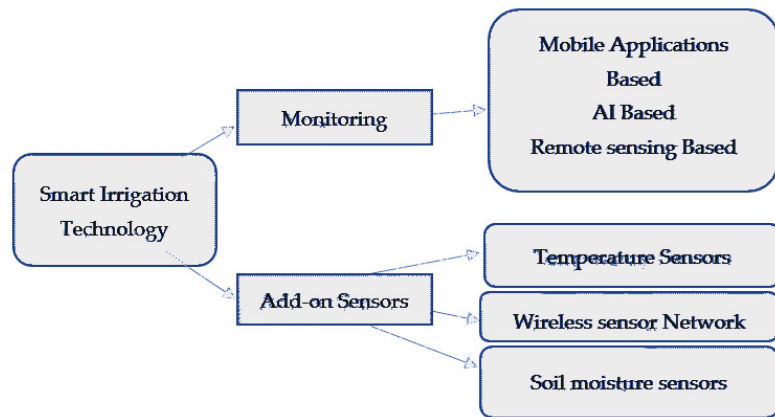 Smart Irrigation
Technology
Monitoring
Add-on Sensors
Mobile Applications
Based
AI Based
Remote sensing Based
Temperature Sensors
Wireless sensor Network
Soil moisture sensors